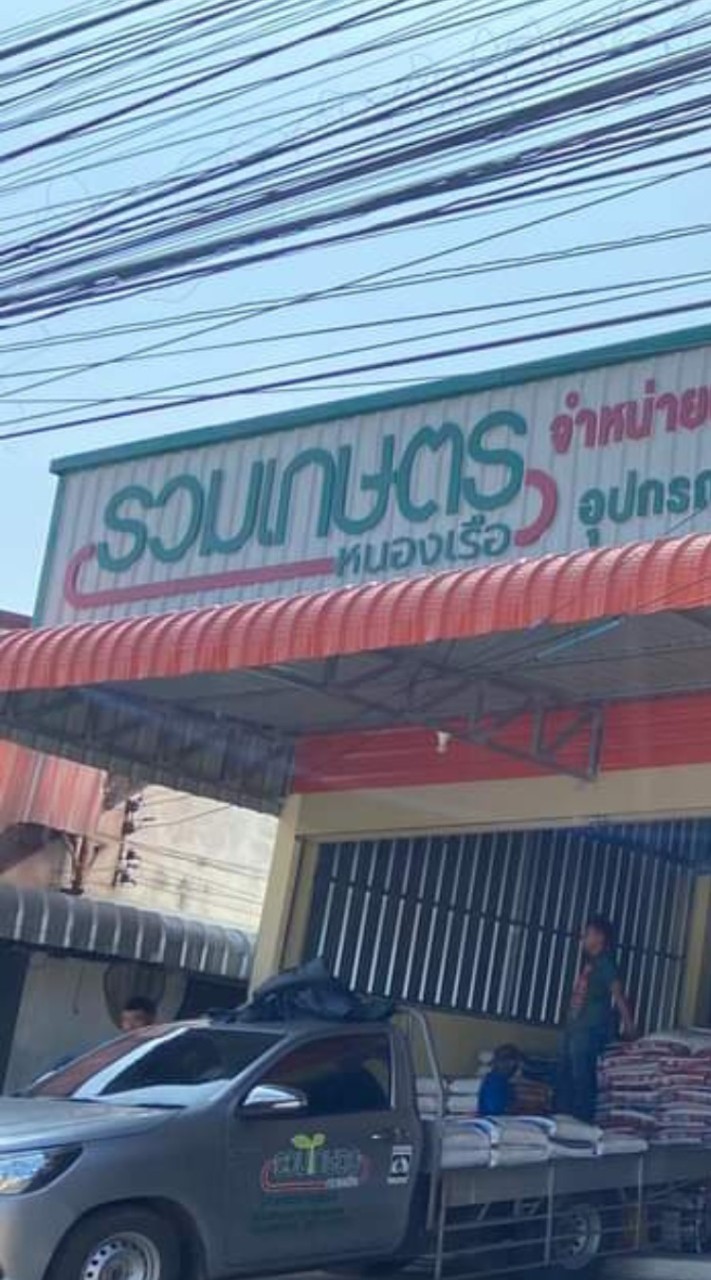 รวมเกษตร
หนองเรือ
จำหน่าย
อุปกรณ